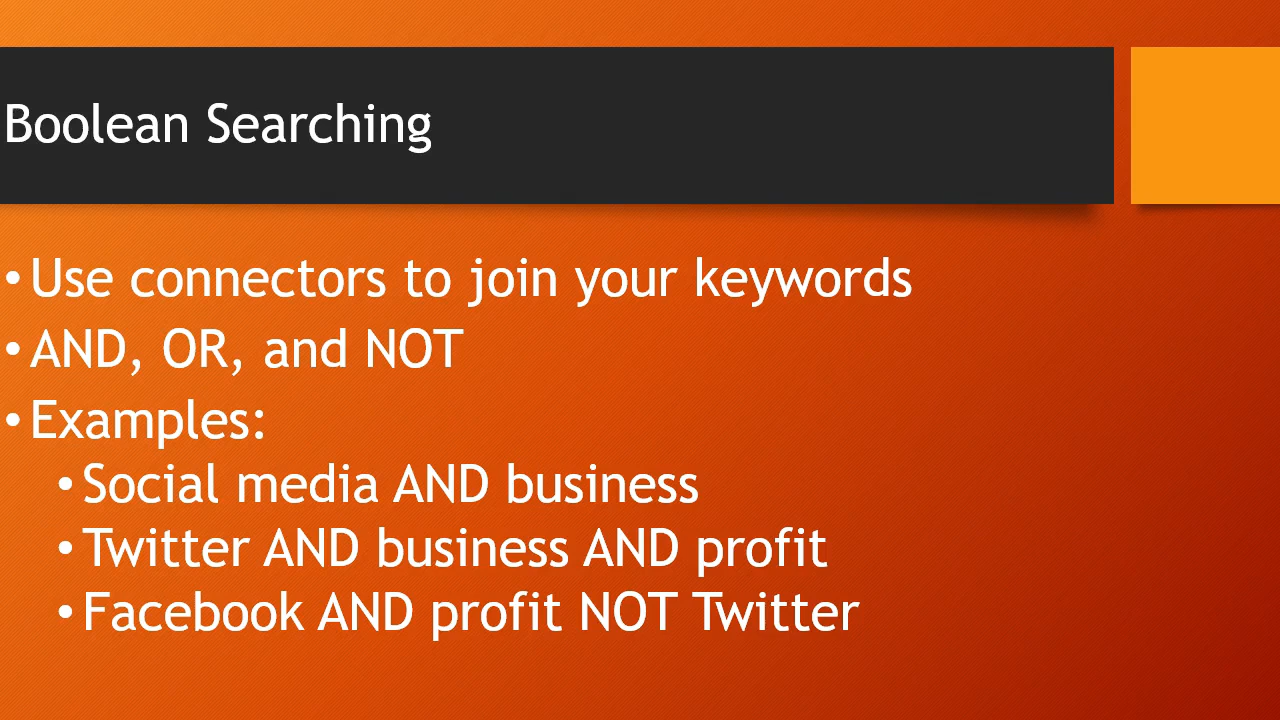 Boolean Searching
• Use connectors to join your keywords
• AND, OR, and NOT
• Examples:
• Social media AND business
• Twitter AND business AND profit
• Facebook AND profit NOT Twitter